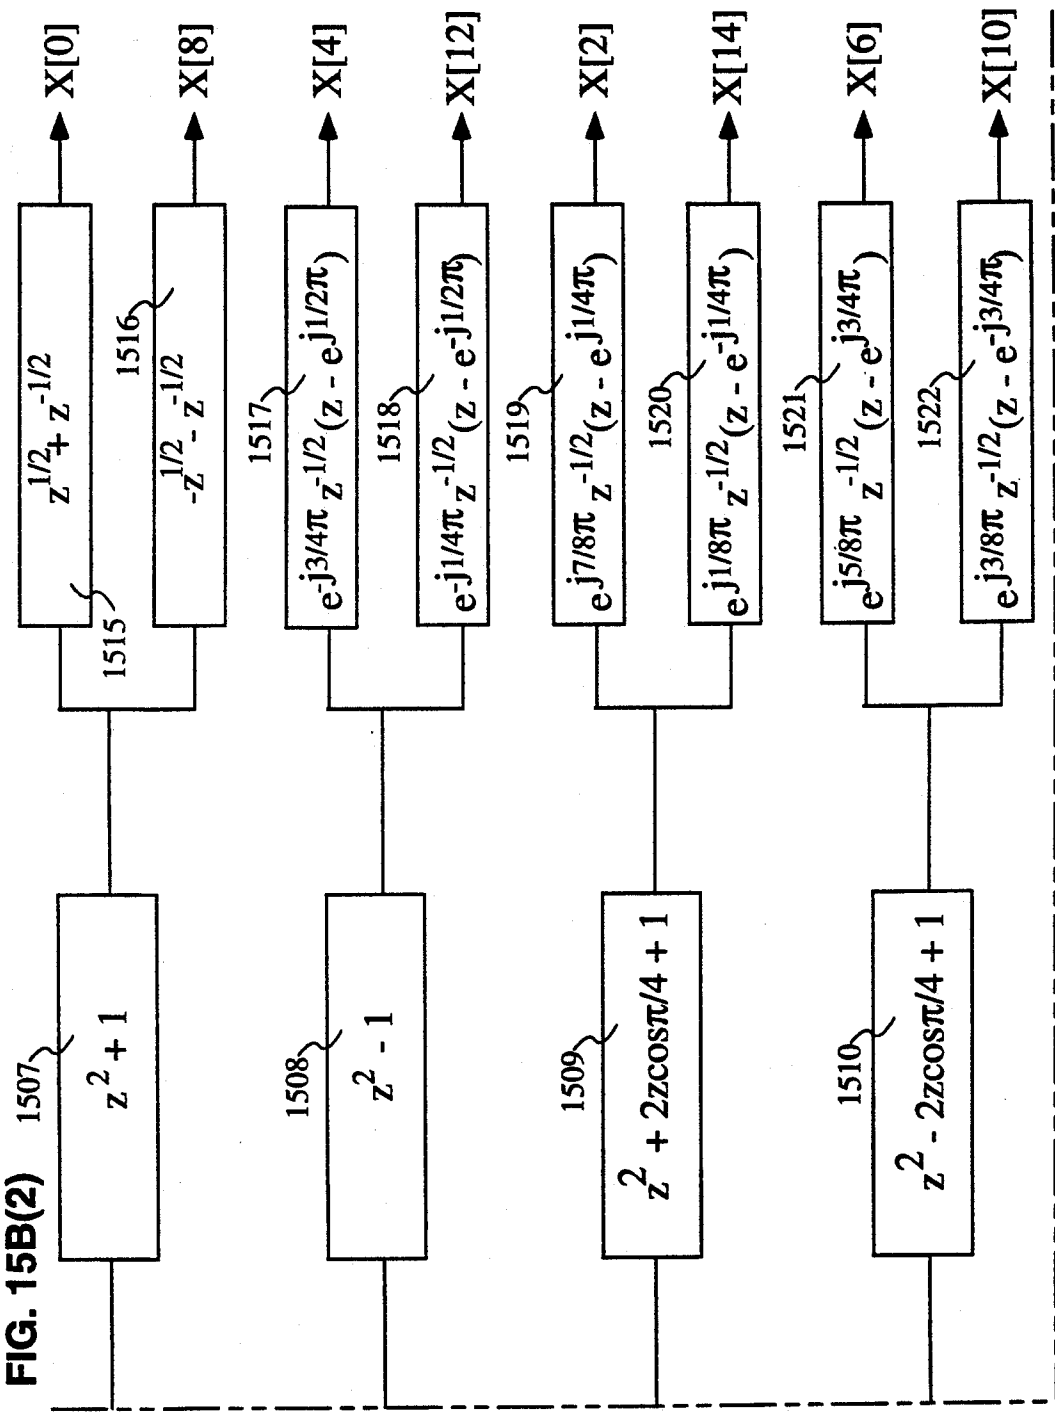 FIG. 15B(2)
1507
z^2 + 1
1515
z^1/2 + z^-1/2
X[0]
1516
-z^1/2 - z^-1/2
X[8]
1508
z^2 - 1
1517
e^-j3/4π z^-1/2 (z - e^j1/2π)
X[4]
1518
e^-j1/4π z^-1/2 (z - e^-j1/2π)
X[12]
1509
z^2 + 2zcosπ/4 + 1
1519
e^j7/8π z^-1/2 (z - e^j1/4π)
X[2]
1520
e^j1/8π z^-1/2 (z - e^-j1/4π)
X[14]
1510
z^2 - 2zcosπ/4 + 1
1521
e^j5/8π z^-1/2 (z - e^j3/4π)
X[6]
1522
e^j3/8π z^-1/2 (z - e^-j3/4π)
X[10]